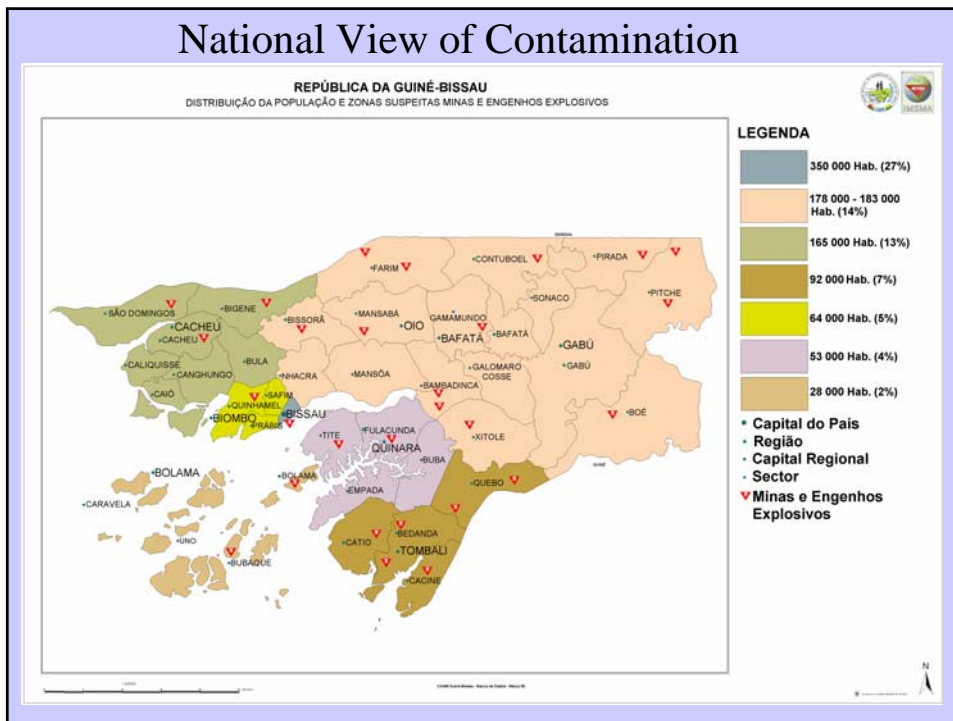 National View of Contamination
REPÚBLICA DA GUINÉ-BISSAU
DISTRIBUIÇÃO DA POPULAÇÃO E ZONAS SUSPEITAS MINAS E ENGENHOS EXPLOSIVOS
IMSMA
LEGENDA
350 000 Hab. (27%)
178 000 - 183 000
Hab. (14%)
165 000 Hab. (13%)
92 000 Hab. (7%)
64 000 Hab. (5%)
53 000 Hab. (4%)
28 000 Hab. (2%)
Capital do País
Região
Capital Regional
Sector
Minas e Engenhos
Explosivos
SENEGAL
FARIM
CONTUBOEL
PIRADA
PITCHE
SONACO
SÃO DOMINGOS
BIGENE
BISSORÃ
MANSABÁ
OIO
GAMAMUNDO
BAFATÁ
BAFATÁ
GABÚ
GABÚ
CACHEU
CACHEU
CALIQUISSE
CANGHUNGO
BULA
CAIÓ
NHACRA
MANSÔA
GALOMARO
COSSE
BAMBADINCA
BOÉ
SAFIM
QUINHAMEL
BIOMBO
PRÁBIS
BISSAU
XITOLE
TITE
FULACUNDA
QUINARA
BUBA
EMPADA
QUEBO
GUINÉ
BOLAMA
BOLAMA
CARAVELA
UNO
BUBAQUE
CATIO
BEDANDA
TOMBALI
CACINE
N